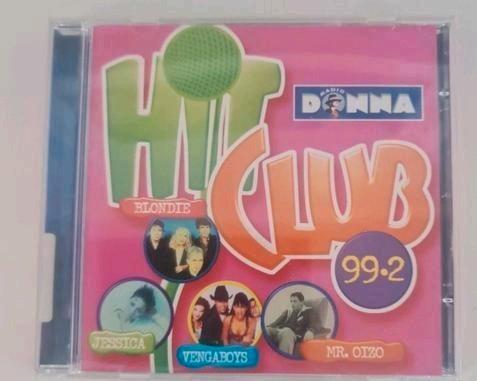 HIT
CLUB
RADIO
DONNA
99.2
BLONDIE
JESSICA
VENGABOYS
MR. OIZO